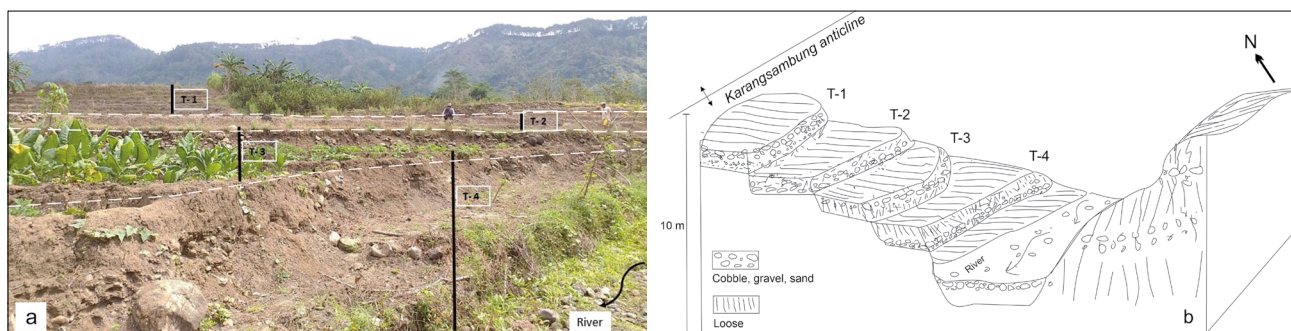 T-1
T-2
T-3
T-4
River
a
Karangsambung anticline
N
T-1
T-2
T-3
T-4
10 m
River
Cobble, gravel, sand
Loose
b